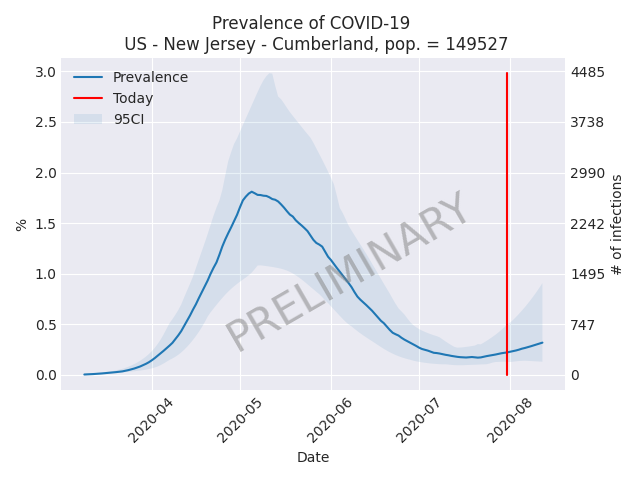 Prevalence of COVID-19
US - New Jersey - Cumberland, pop. = 149527
Prevalence
Today
95CI
PRELIMINARY
%
3.0
2.5
2.0
1.5
1.0
0.5
0.0
4485
3738
2990
2242
1495
747
0
# of infections
2020-04
2020-05
2020-06
2020-07
2020-08
Date